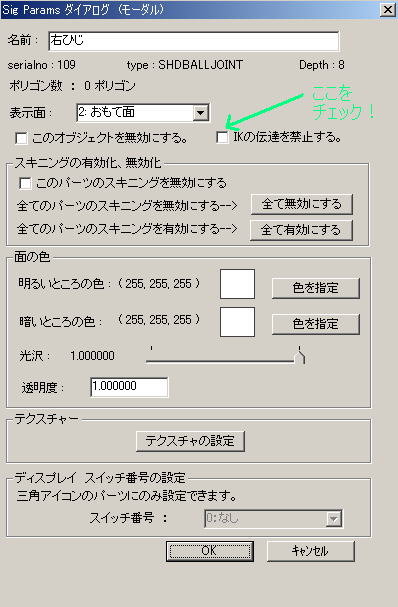 Sig Params ダイアログ (モーダル)
名前： 右ひじ
serialno : 109 type : SHDBALLJOINT Depth : 8
ポリゴン数 ： 0 ポリゴン
ここを
チェック！
表示面： 2: おもて面
このオブジェクトを無効にする。 IKの伝達を禁止する。
スキニングの有効化、無効化
このパーツのスキニングを無効にする
全てのパーツのスキニングを無効にする--> 全て無効にする
全てのパーツのスキニングを有効にする--> 全て有効にする
面の色
明るいところの色：( 255, 255, 255 ) 色を指定
暗いところの色： ( 255, 255, 255 ) 色を指定
光沢： 1.000000
透明度： 1.000000
テクスチャー
テクスチャの設定
ディスプレイ スイッチ番号の設定
三角アイコンのパーツにのみ設定できます。
スイッチ番号 ： 0:なし
OK キャンセル